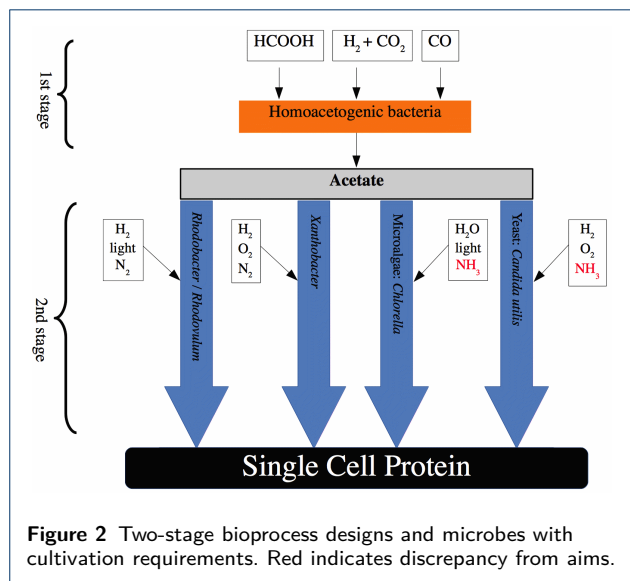 HCOOH
H₂ + CO₂
CO
1st stage
Homoacetogenic bacteria
Acetate
2nd stage
H₂
light
N₂
Rhodobacter / Rhodovulum
H₂
O₂
N₂
Xanthobacter
Microalgae: Chlorella
H₂O
light
NH₃
Yeast: Candida utilis
H₂
O₂
NH₃
Single Cell Protein
Figure 2 Two-stage bioprocess designs and microbes with
cultivation requirements. Red indicates discrepancy from aims.